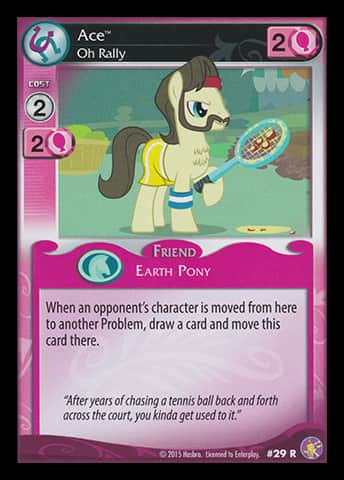 Ace™
Oh Rally
2
COST
2
2
FRIEND
EARTH PONY
When an opponent's character is moved from here
to another Problem, draw a card and move this
card there.
"After years of chasing a tennis ball back and forth
across the court, you kinda get used to it."
© 2015 Hasbro. Licensed to Enterplay.
#29 R